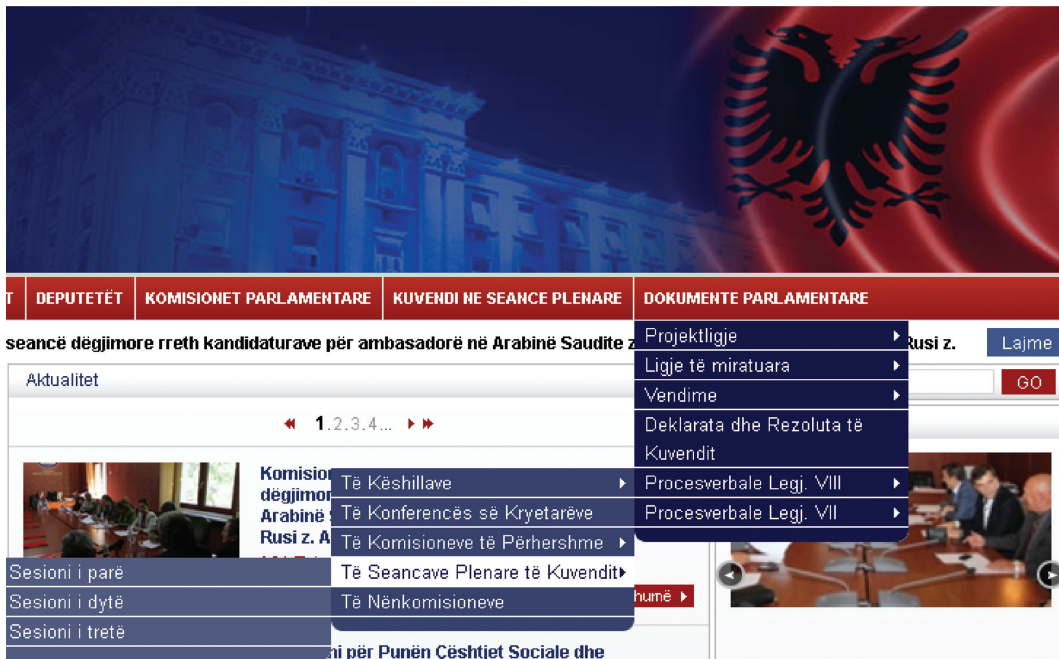 T DEPUTETËT KOMISIONET PARLAMENTARE KUVENDI NE SEANCE PLENARE DOKUMENTE PARLAMENTARE
seancë dëgjimore rreth kandidaturave për ambasadorë në Arabinë Saudite z
Rusi z.
Lajme
Projektligje
Ligje të miratuara
Vendime
Deklarata dhe Rezoluta të
Kuvendit
Procesverbale Legj. VIII
Procesverbale Legj. VII
Aktualitet
GO
1.2.3.4...
Komision
dëgjimor
Arabinë
Rusi z. A
Të Këshillave
Të Konferencës së Kryetarëve
Të Komisioneve të Përhershme
Të Seancave Plenare të Kuvendit
Të Nënkomisioneve
Sesioni i parë
Sesioni i dytë
Sesioni i tretë
humë
ni për Punën Çështjet Sociale dhe